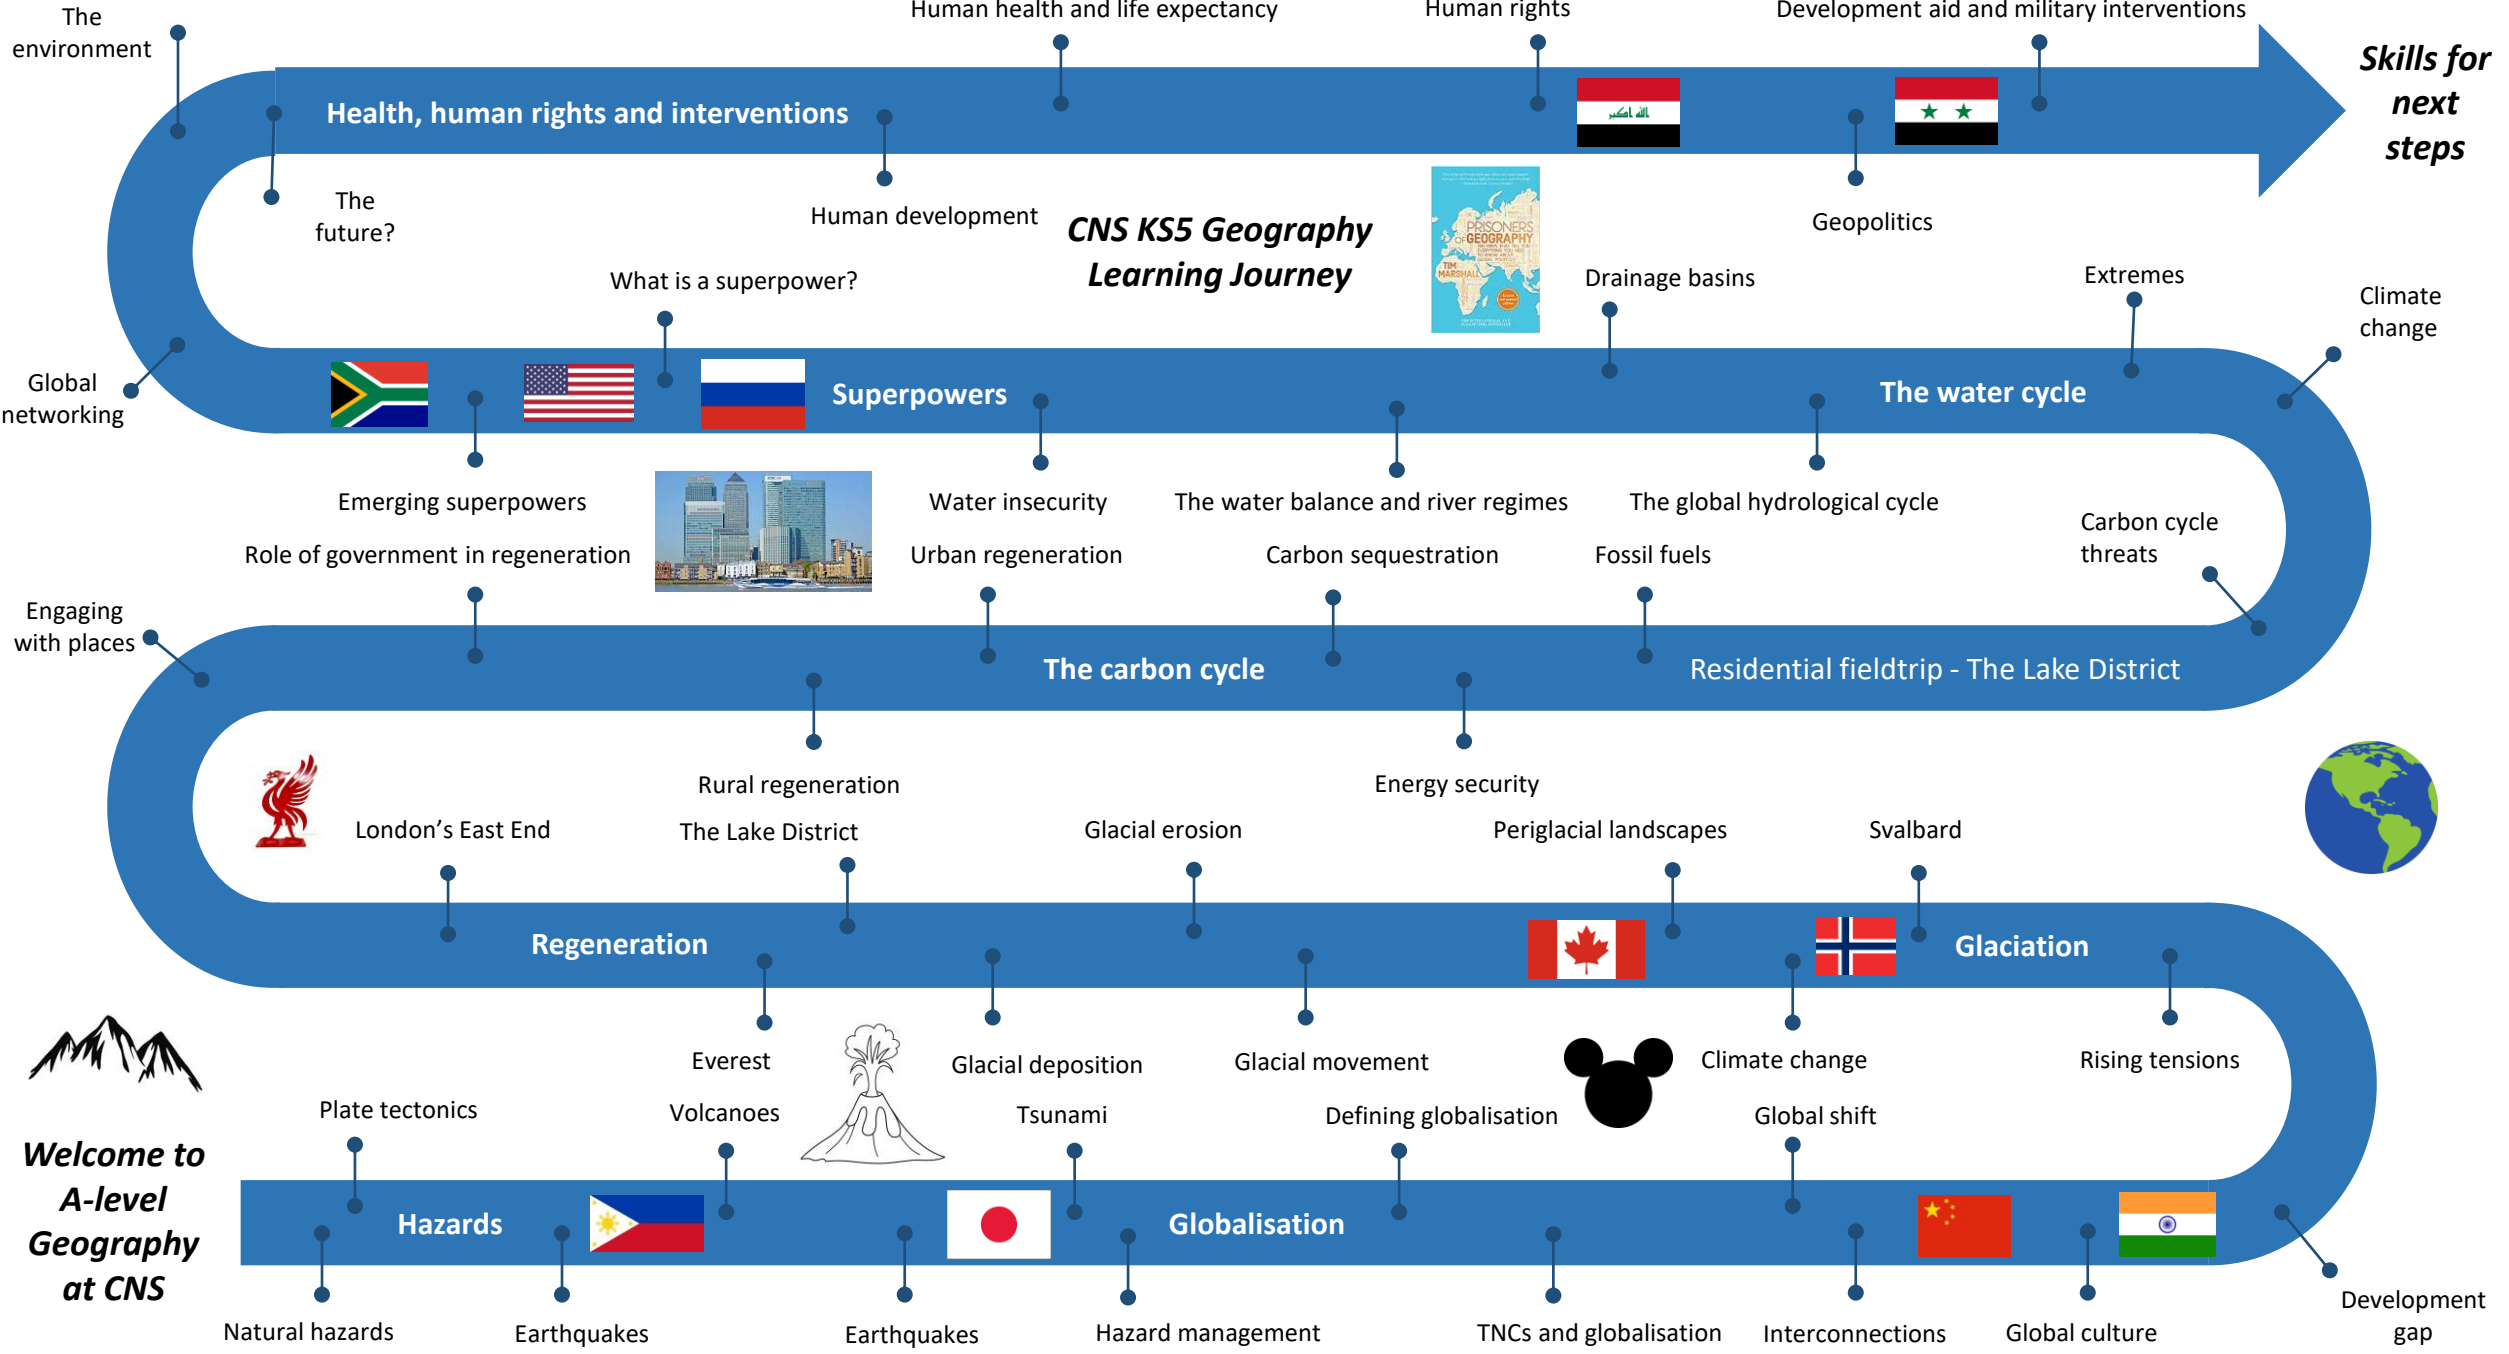 Human health and life expectancy
Human rights
Development aid and military interventions
The
environment
Skills for
next
steps
Health, human rights and interventions
الله اكبر
The
future?
Human development
CNS KS5 Geography
Learning Journey
PRISONERS
OF GEOGRAPHY
TIM
MARSHALL
Geopolitics
What is a superpower?
Drainage basins
Extremes
Climate
change
Global
networking
Superpowers
The water cycle
Emerging superpowers
Water insecurity
The water balance and river regimes
The global hydrological cycle
Carbon cycle
threats
Role of government in regeneration
Urban regeneration
Carbon sequestration
Fossil fuels
Engaging
with places
The carbon cycle
Residential fieldtrip - The Lake District
Rural regeneration
Energy security
London's East End
The Lake District
Glacial erosion
Periglacial landscapes
Svalbard
Regeneration
Glaciation
Everest
Glacial deposition
Glacial movement
Climate change
Rising tensions
Plate tectonics
Volcanoes
Tsunami
Defining globalisation
Global shift
Welcome to
A-level
Geography
at CNS
Hazards
Globalisation
Natural hazards
Earthquakes
Earthquakes
Hazard management
TNCs and globalisation
Interconnections
Global culture
Development
gap